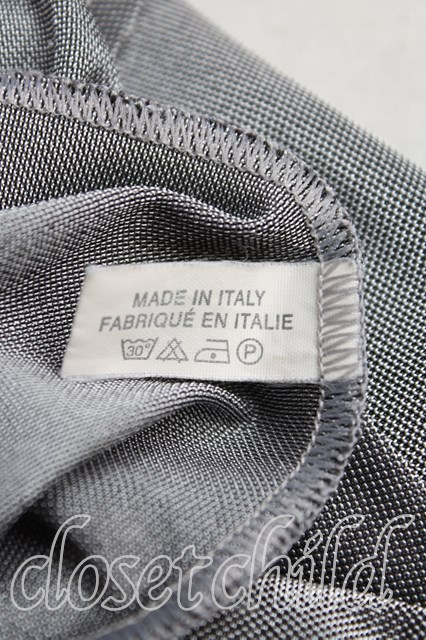 MADE IN ITALY
FABRIQUÉ EN ITALIE
30° P
closetchild